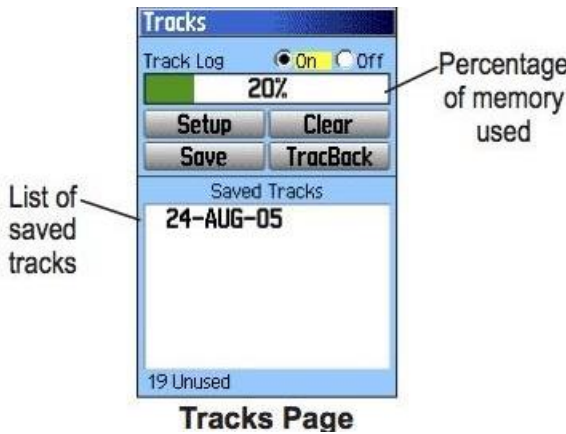 Tracks
Track Log On Off
20%
Percentage
of memory
used
Setup Clear
Save TracBack
List of
saved
tracks
Saved Tracks
24-AUG-05
19 Unused
Tracks Page